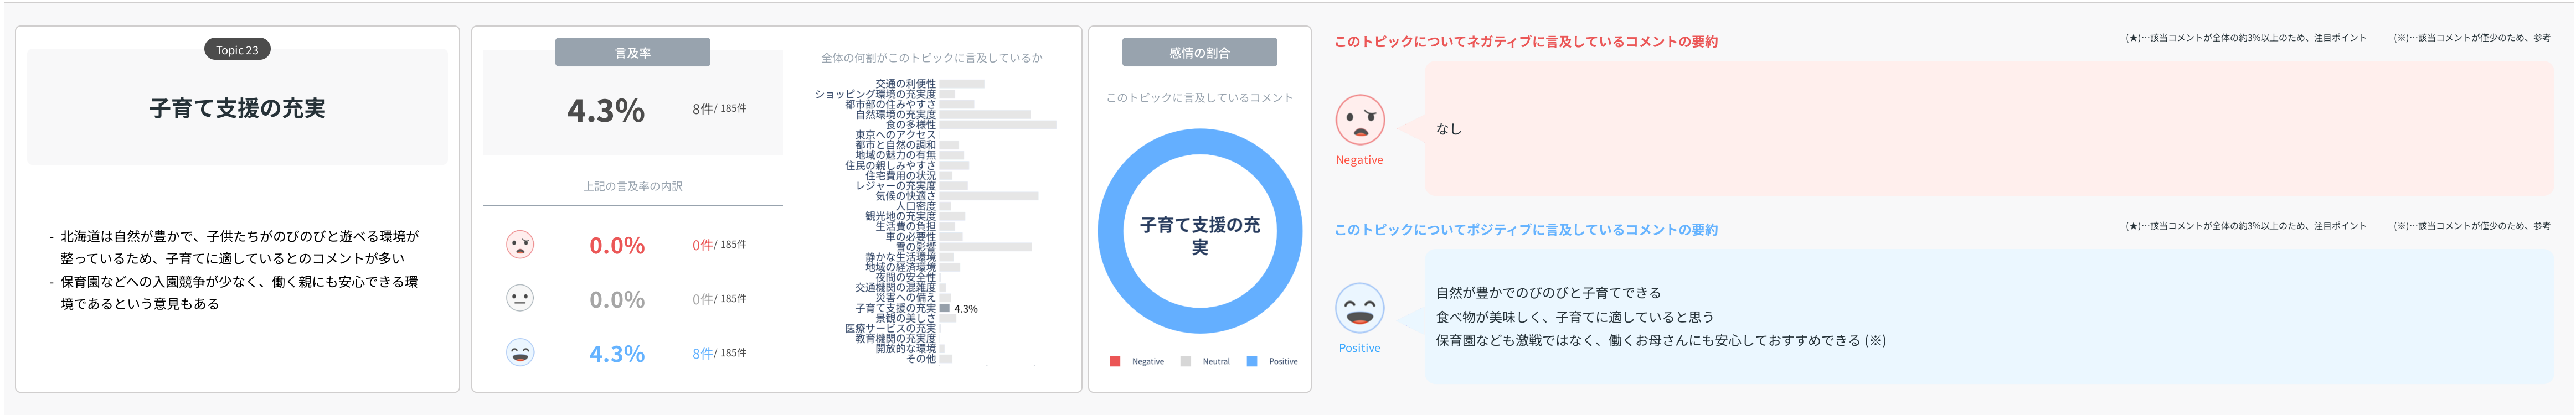 Topic 23
子育て支援の充実
- 北海道は自然が豊かで、子供たちがのびのびと遊べる環境が
整っているため、子育てに適しているとのコメントが多い
- 保育園などへの入園競争が少なく、働く親にも安心できる環
境であるという意見もある
言及率
4.3%
8件/ 185件
上記の言及率の内訳
0.0%
0件/ 185件
0.0%
0件/ 185件
4.3%
8件/ 185件
全体の何割がこのトピックに言及しているか
交通の利便性
ショッピング環境の充実度
都市部の住みやすさ
自然環境の充実度
食の多様性
東京へのアクセス
都市と自然の調和
地域の魅力の有無
住民の親しみやすさ
住宅費用の状況
レジャーの充実度
気候の快適さ
人口密度
観光地の充実度
生活費の負担
車の必要性
雪の影響
静かな生活環境
地域の経済環境
夜間の安全性
交通機関の混雑度
災害への備え
子育て支援の充実 4.3%
景観の美しさ
医療サービスの充実
教育機関の充実度
開放的な環境
その他
感情の割合
このトピックに言及しているコメント
子育て支援の充
実
Negative Neutral Positive
このトピックについてネガティブに言及しているコメントの要約
(★)…該当コメントが全体の約3%以上のため、注目ポイント (※)…該当コメントが僅少のため、参考
Negative
なし
このトピックについてポジティブに言及しているコメントの要約
(★)…該当コメントが全体の約3%以上のため、注目ポイント (※)…該当コメントが僅少のため、参考
Positive
自然が豊かでのびのびと子育てできる
食べ物が美味しく、子育てに適していると思う
保育園なども激戦ではなく、働くお母さんにも安心しておすすめできる (※)